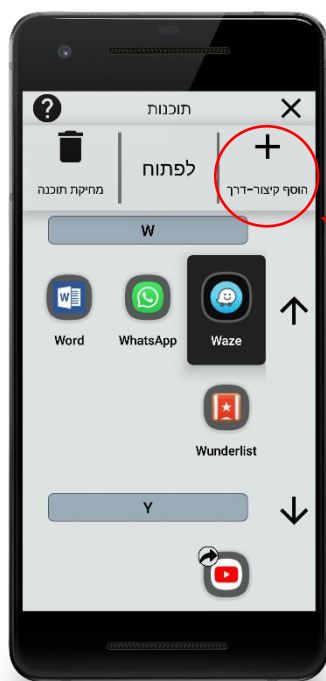 תוכנות
הוסף קיצור-דרך
לפתוח
מחיקת תוכנה
W
Word WhatsApp Waze
Wunderlist
Y